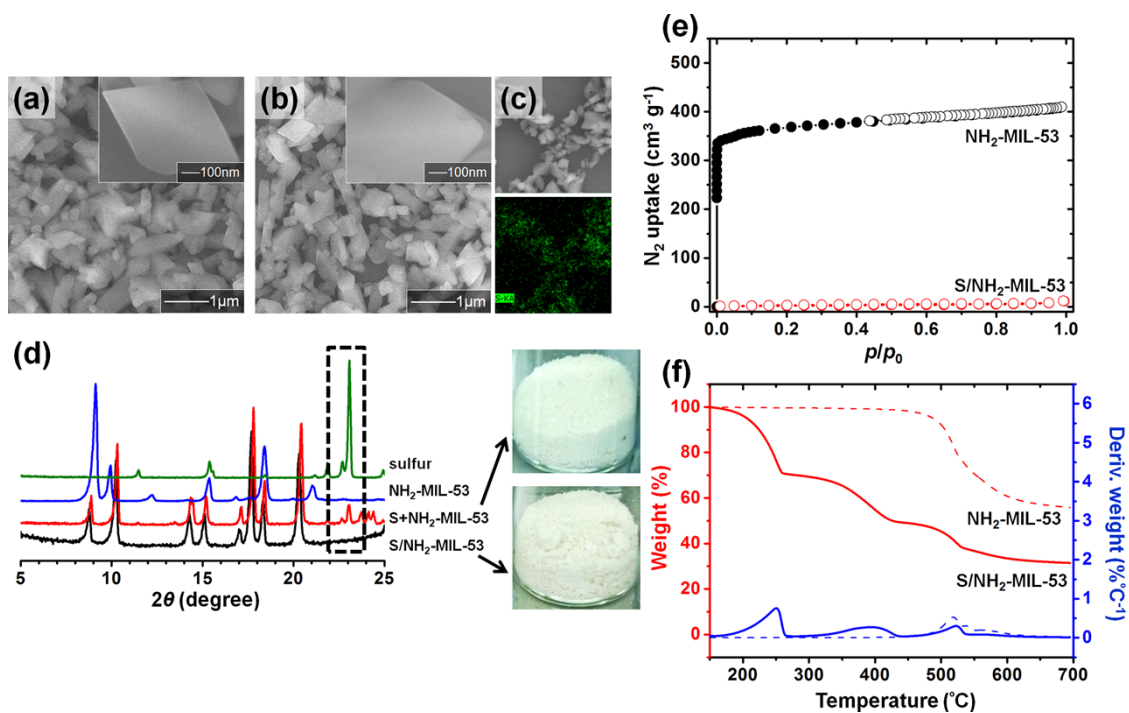 (a)
100nm
1μm
(b)
100nm
1μm
(c)
S-KA
(d)
sulfur
NH₂-MIL-53
S+NH₂-MIL-53
S/NH₂-MIL-53
5 10 15 20 25
2θ (degree)
(e)
N₂ uptake (cm³ g⁻¹)
500
400
300
200
100
0
NH₂-MIL-53
S/NH₂-MIL-53
0.0 0.2 0.4 0.6 0.8 1.0
p/p₀
(f)
Weight (%)
100
80
60
40
20
0
NH₂-MIL-53
S/NH₂-MIL-53
6
5
4
3
2
1
0
Deriv. weight (%°C⁻¹)
200 300 400 500 600 700
Temperature (°C)